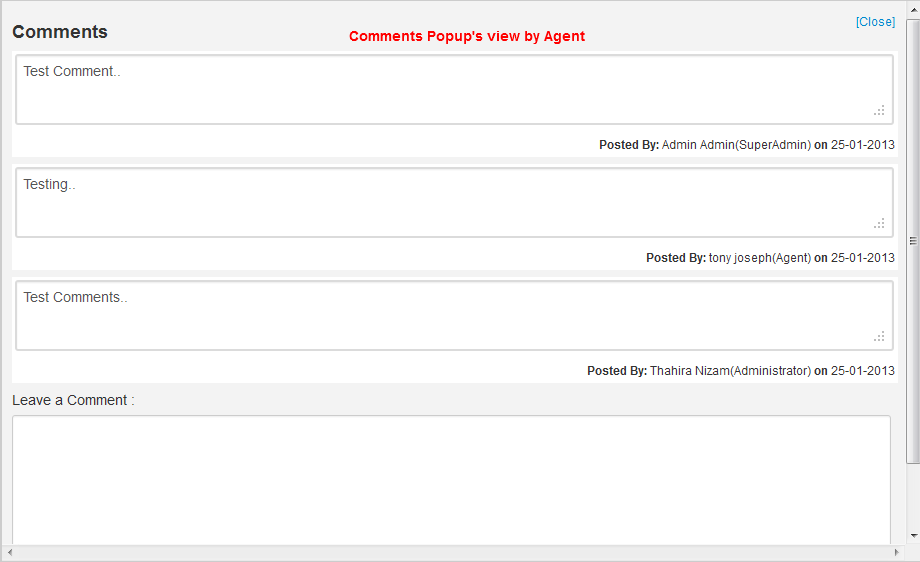 [Close]
Comments
Comments Popup's view by Agent
Test Comment..
Posted By: Admin Admin(SuperAdmin) on 25-01-2013
Testing..
Posted By: tony joseph(Agent) on 25-01-2013
Test Comments..
Posted By: Thahira Nizam(Administrator) on 25-01-2013
Leave a Comment :